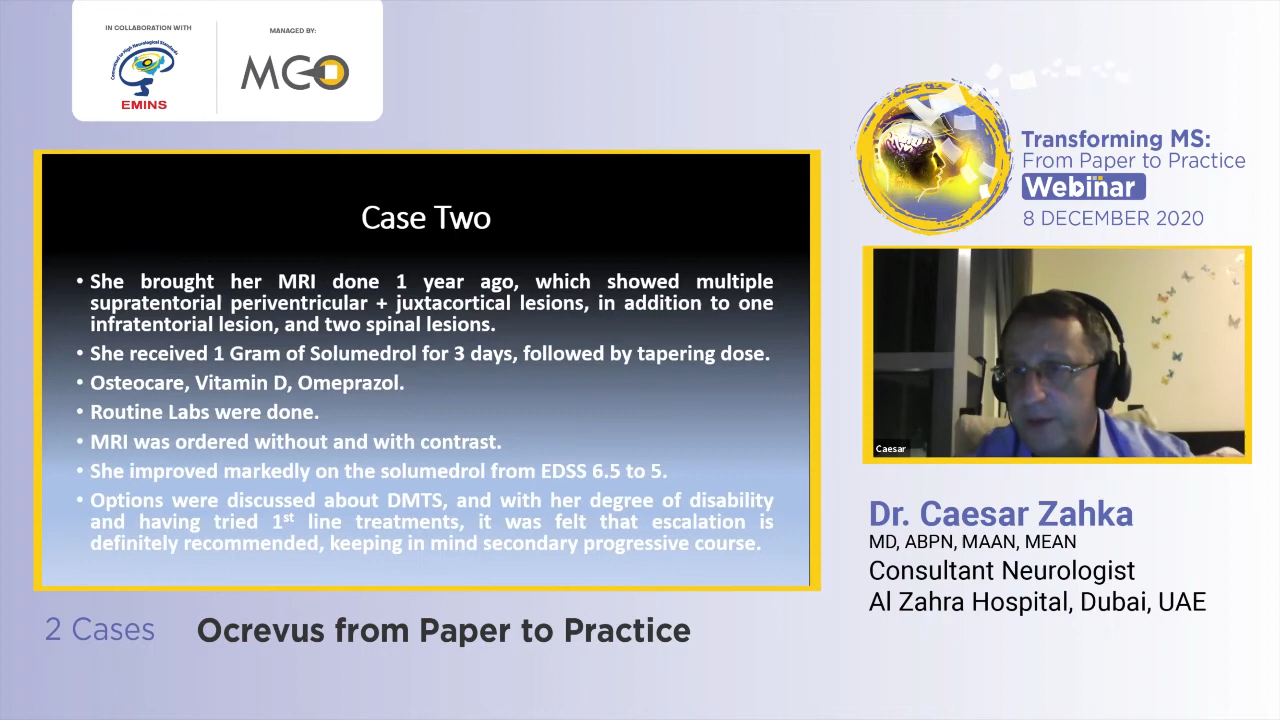 IN COLLABORATION WITH
Committed to High Neurological Standards
EMINS
MANAGED BY:
MCO
Transforming MS:
From Paper to Practice
Webinar
8 DECEMBER 2020
Case Two
• She brought her MRI done 1 year ago, which showed multiple
supratentorial periventricular + juxtacortical lesions, in addition to one
infratentorial lesion, and two spinal lesions.
• She received 1 Gram of Solumedrol for 3 days, followed by tapering dose.
• Osteocare, Vitamin D, Omeprazol.
• Routine Labs were done.
• MRI was ordered without and with contrast.
• She improved markedly on the solumedrol from EDSS 6.5 to 5.
• Options were discussed about DMTS, and with her degree of disability
and having tried 1st line treatments, it was felt that escalation is
definitely recommended, keeping in mind secondary progressive course.
Caesar
Dr. Caesar Zahka
MD, ABPN, MAAN, MEAN
Consultant Neurologist
Al Zahra Hospital, Dubai, UAE
2 Cases Ocrevus from Paper to Practice